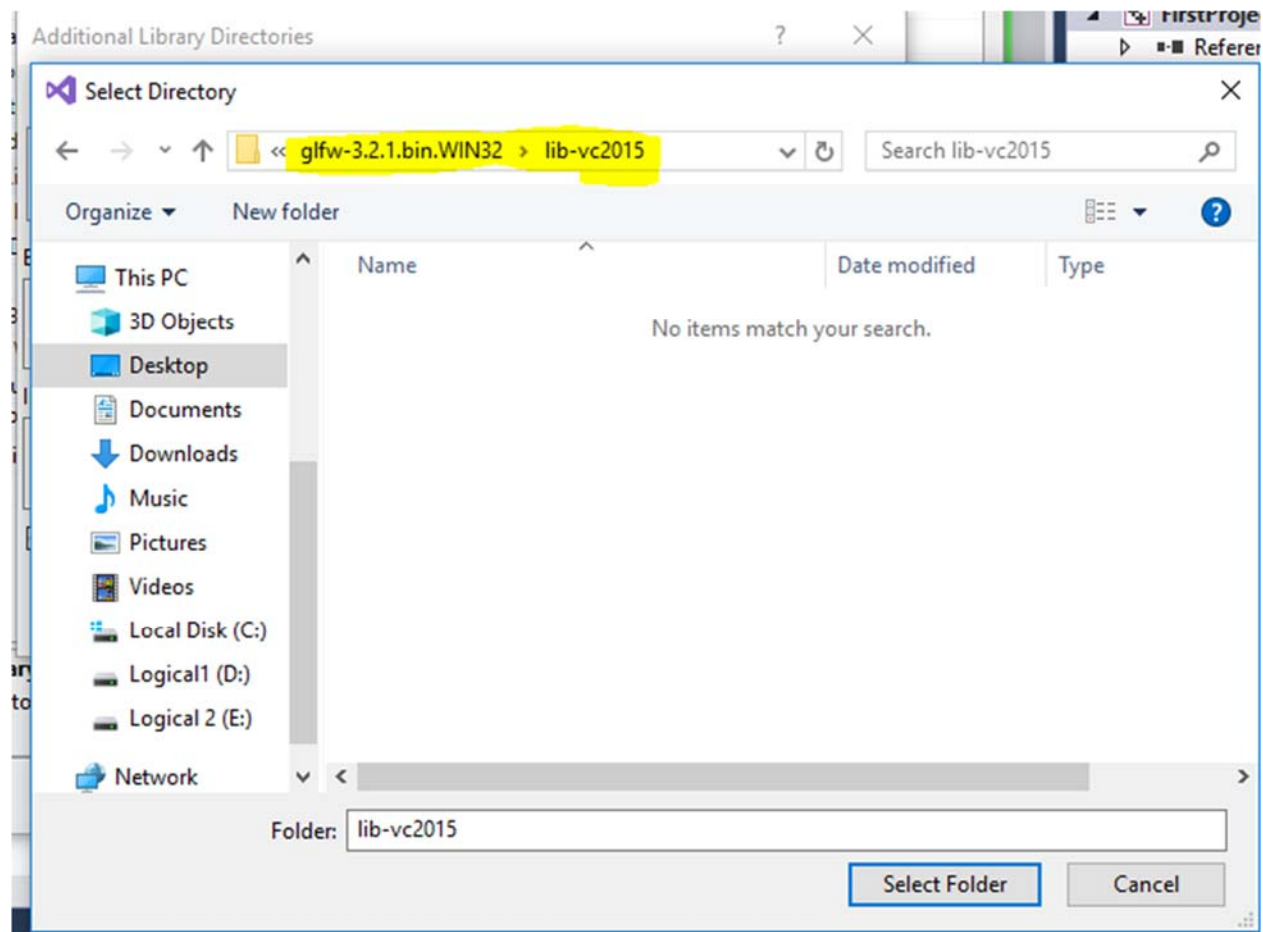 Additional Library Directories ?
FirstProje
Referen
Select Directory
« glfw-3.2.1.bin.WIN32 > lib-vc2015
Search lib-vc2015
Organize New folder
Name Date modified Type
This PC
No items match your search.
3D Objects
Desktop
Documents
Downloads
Music
Pictures
Videos
Local Disk (C:)
Logical1 (D:)
Logical 2 (E:)
Network
Folder: lib-vc2015
Select Folder Cancel